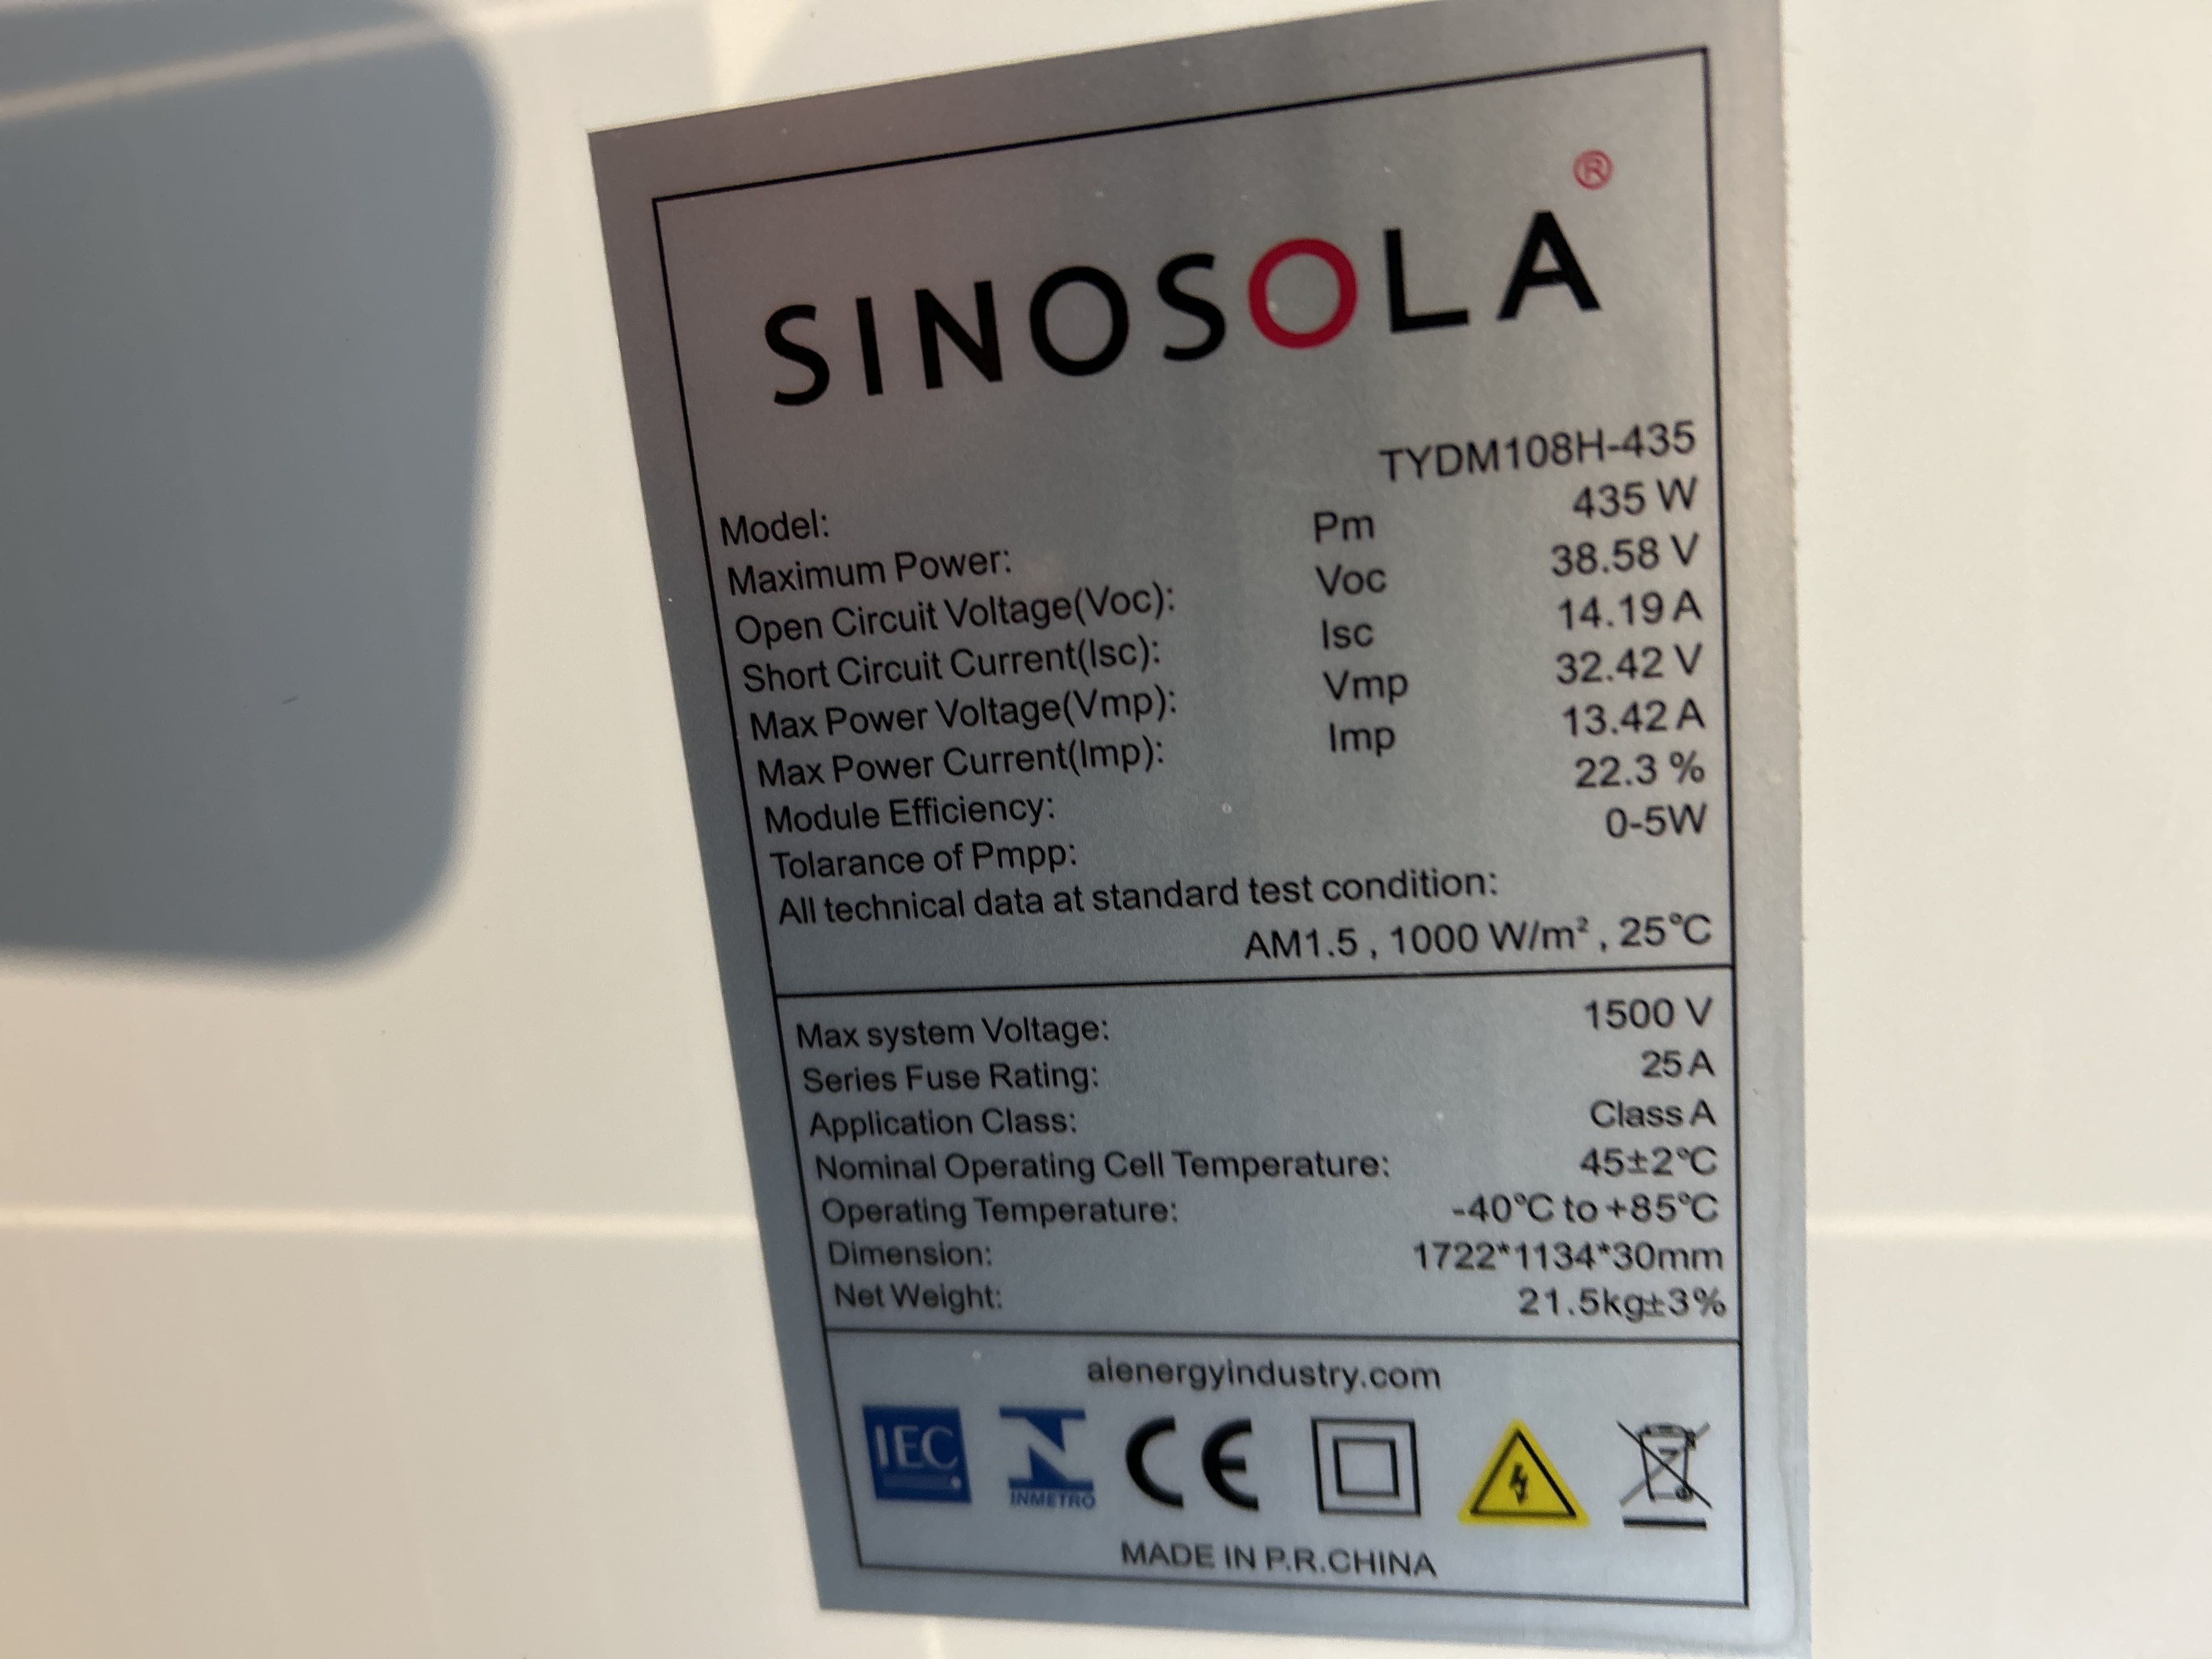 SINOSOLA ®
Model: TYDM108H-435
Maximum Power: Pm 435 W
Open Circuit Voltage(Voc): Voc 38.58 V
Short Circuit Current(Isc): Isc 14.19 A
Max Power Voltage(Vmp): Vmp 32.42 V
Max Power Current(Imp): Imp 13.42 A
Module Efficiency: 22.3 %
Tolarance of Pmpp: 0-5W
All technical data at standard test condition:
AM1.5 , 1000 W/m² , 25℃
Max system Voltage: 1500 V
Series Fuse Rating: 25 A
Application Class: Class A
Nominal Operating Cell Temperature: 45±2℃
Operating Temperature: -40℃ to +85℃
Dimension: 1722*1134*30mm
Net Weight: 21.5kg±3%
aienergyindustry.com
IEC INMETRO CE
MADE IN P.R.CHINA